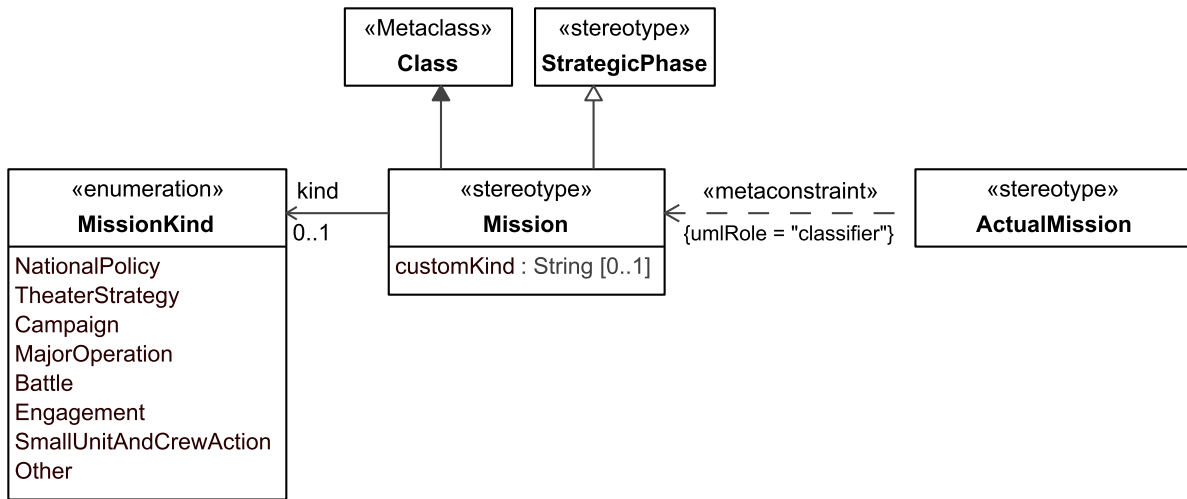 «Metaclass»
Class
«stereotype»
StrategicPhase
«enumeration»
MissionKind
NationalPolicy
TheaterStrategy
Campaign
MajorOperation
Battle
Engagement
SmallUnitAndCrewAction
Other
kind
0..1
«stereotype»
Mission
customKind : String [0..1]
«metaconstraint»
{umlRole = "classifier"}
«stereotype»
ActualMission